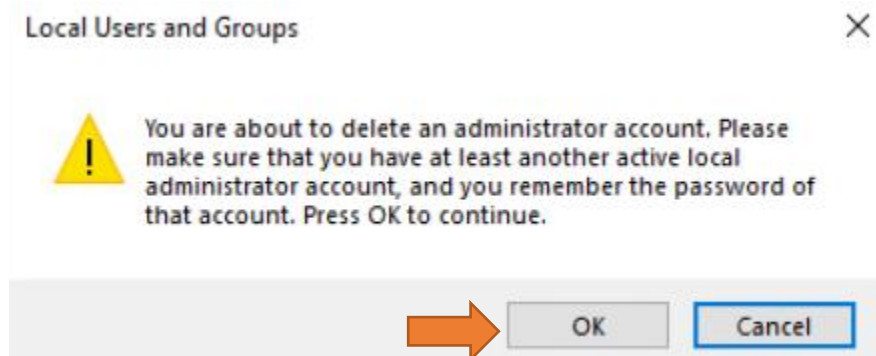 Local Users and Groups
You are about to delete an administrator account. Please
make sure that you have at least another active local
administrator account, and you remember the password of
that account. Press OK to continue.
OK
Cancel